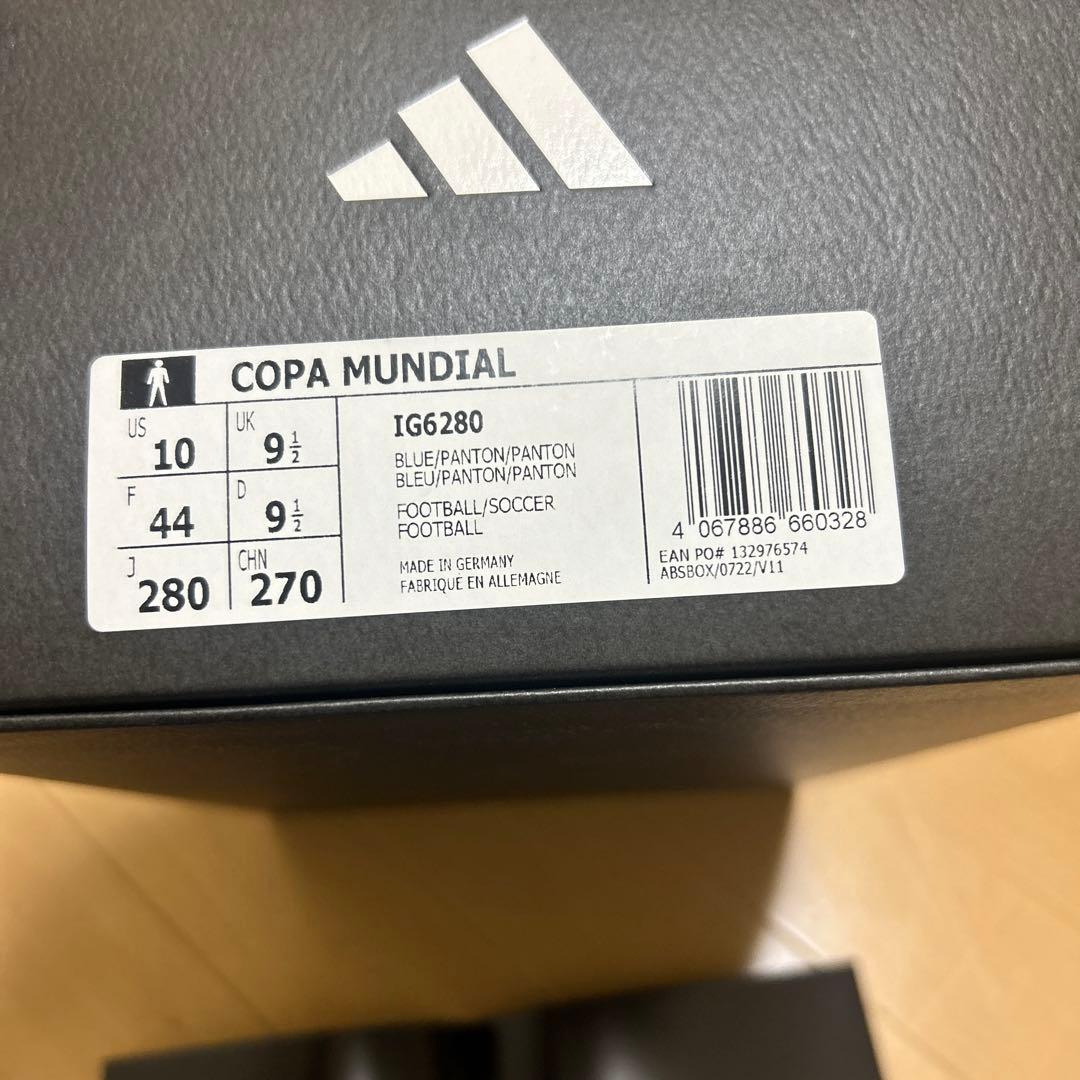 COPA MUNDIAL
US 10
UK 9 1/2
F 44
D 9 1/2
J 280
CHN 270
IG6280
BLUE/PANTON/PANTON
BLEU/PANTON/PANTON
FOOTBALL/SOCCER
FOOTBALL
MADE IN GERMANY
FABRIQUE EN ALLEMAGNE
4 067886 660328
EAN PO# 132976574
ABSBOX/0722/V11